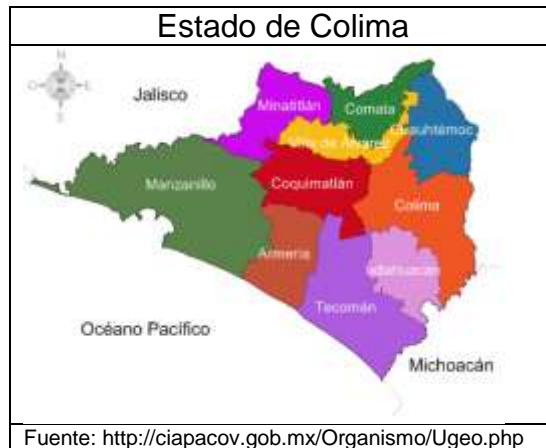 Estado de Colima
N
O
E
S
Jalisco
Minatitlán
Comala
Cuauhtémoc
Villa de Álvarez
Manzanillo
Coquimatlán
Colima
Armería
Ixtlahuacán
Tecomán
Océano Pacífico
Michoacán
Fuente: http://ciapacov.gob.mx/Organismo/Ugeo.php